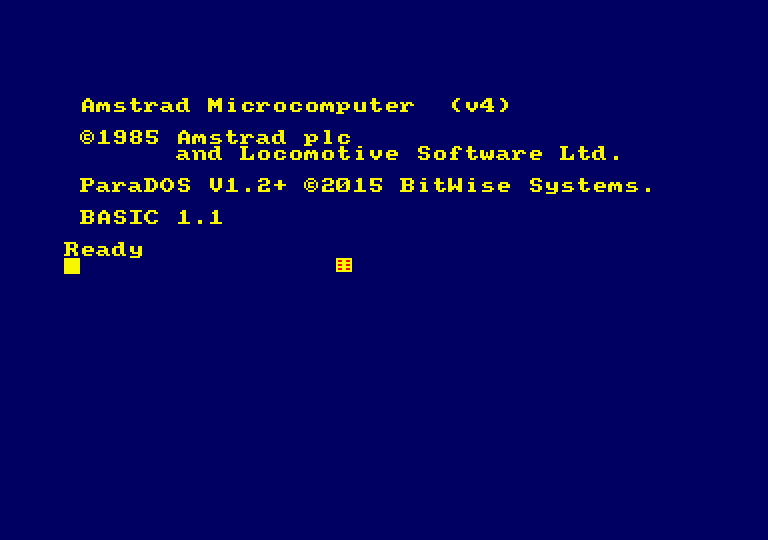 Amstrad Microcomputer (v4)
©1985 Amstrad plc
and Locomotive Software Ltd.
ParaDOS V1.2+ ©2015 BitWise Systems.
BASIC 1.1
Ready